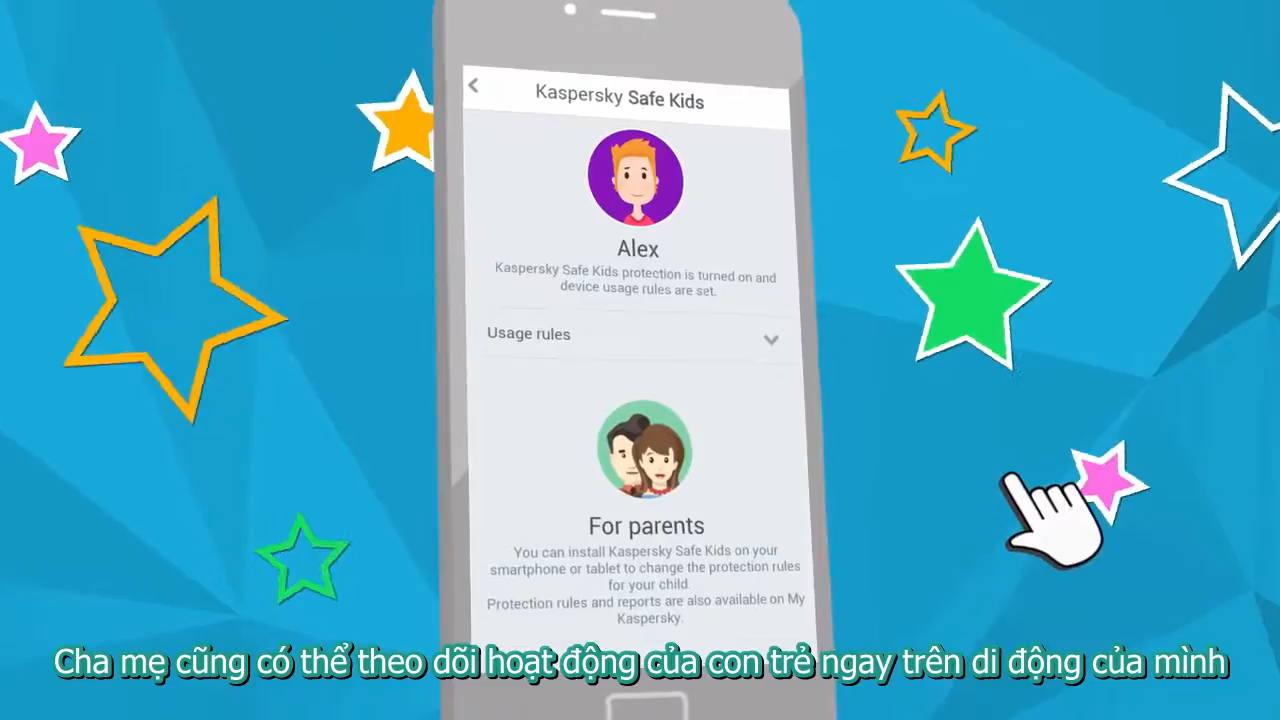 Kaspersky Safe Kids
Alex
Kaspersky Safe Kids protection is turned on and
device usage rules are set.
Usage rules
For parents
You can install Kaspersky Safe Kids on your
smartphone or tablet to change the protection rules
for your child.
Protection rules and reports are also available on My
Kaspersky.
Cha mẹ cũng có thể theo dõi hoạt động của con trẻ ngay trên di động của mình